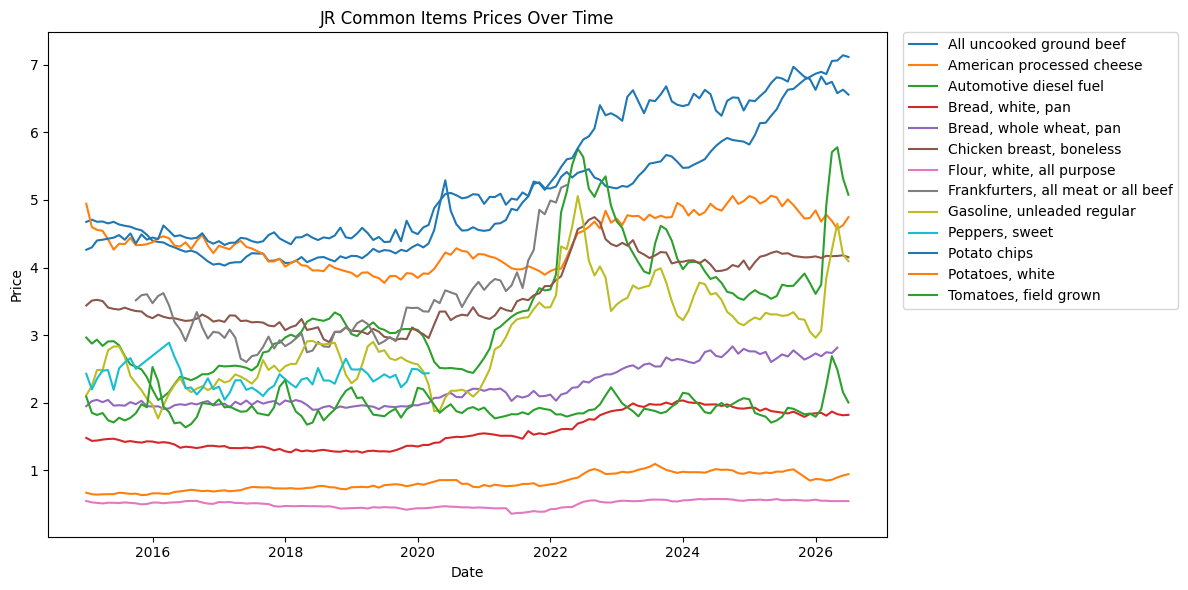 JR Common Items Prices Over Time
Price
7
6
5
4
3
2
1
2016
2018
2020
2022
2024
2026
Date
All uncooked ground beef
American processed cheese
Automotive diesel fuel
Bread, white, pan
Bread, whole wheat, pan
Chicken breast, boneless
Flour, white, all purpose
Frankfurters, all meat or all beef
Gasoline, unleaded regular
Peppers, sweet
Potato chips
Potatoes, white
Tomatoes, field grown